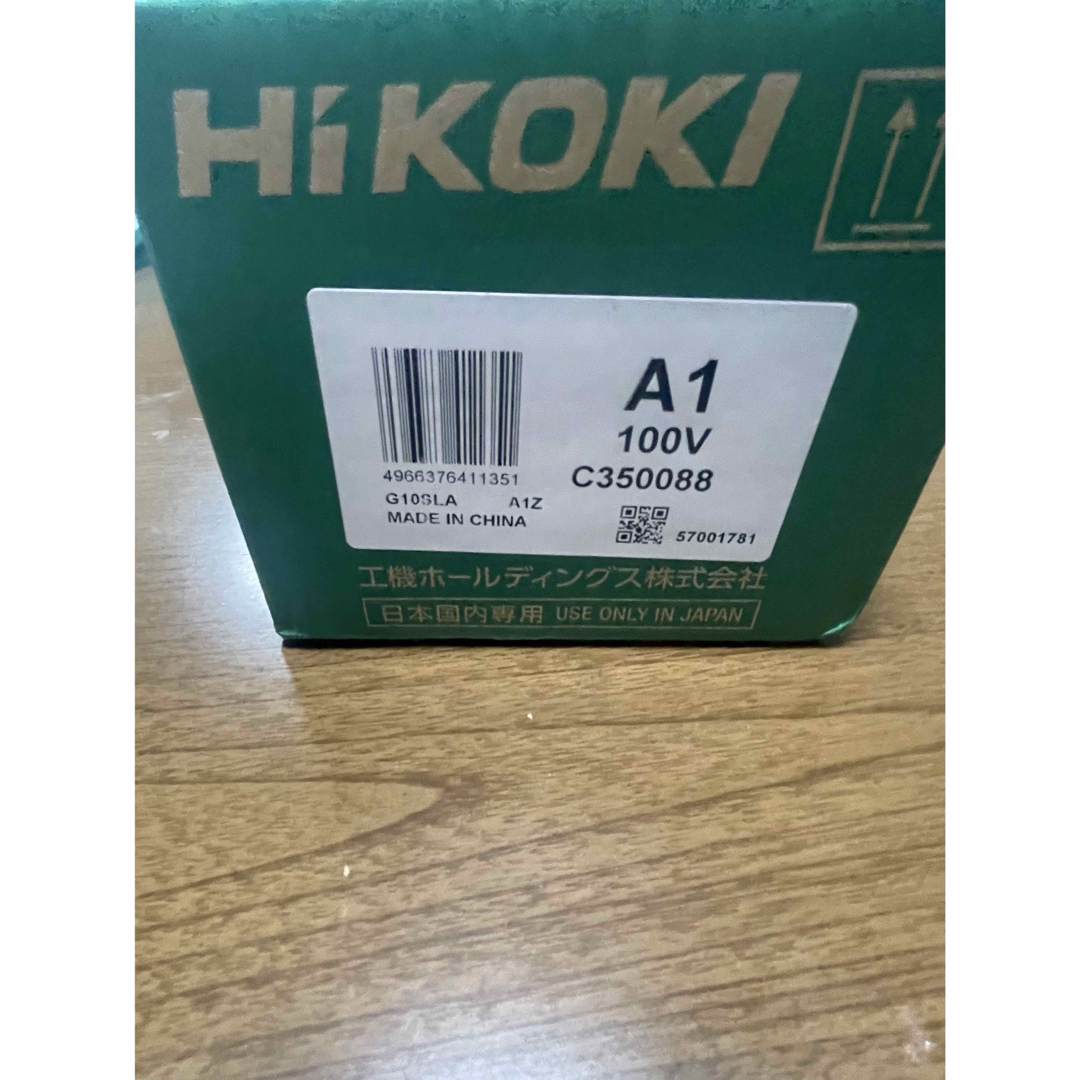 HiKOKI
A1
100V
C350088
4966376411351
G10SLA A1Z
MADE IN CHINA
57001781
工機ホールディングス株式会社
日本国内専用 USE ONLY IN JAPAN